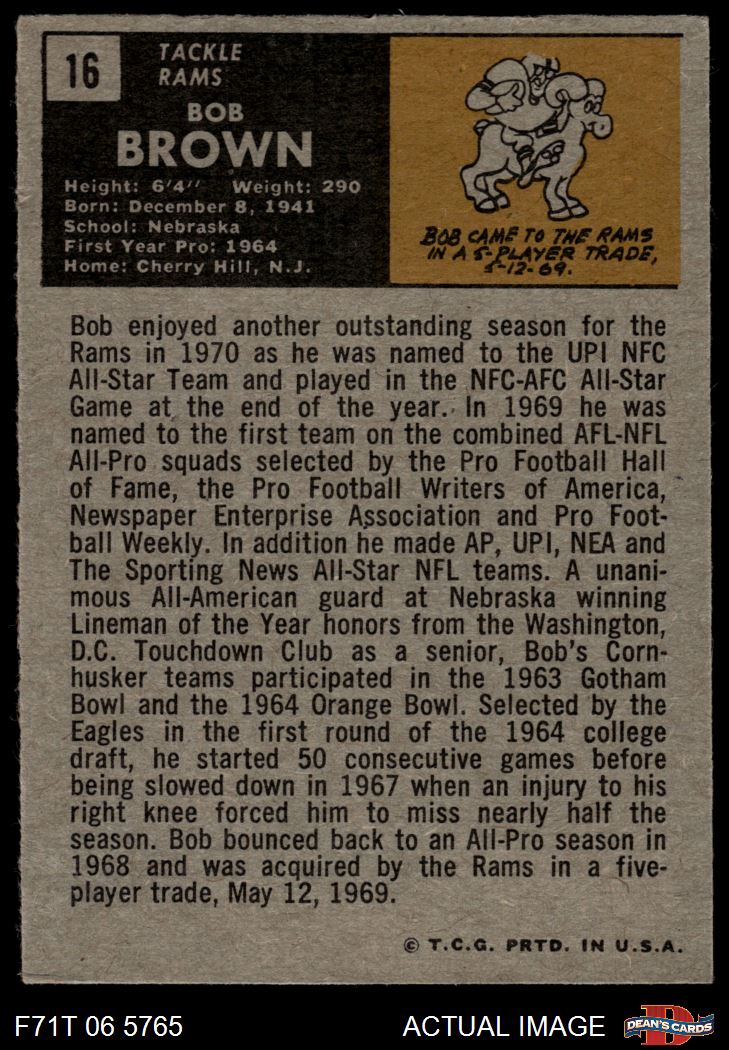 16
TACKLE
RAMS
BOB
BROWN
Height: 6'4" Weight: 290
Born: December 8, 1941
School: Nebraska
First Year Pro: 1964
Home: Cherry Hill, N.J.
BOB CAME TO THE RAMS
IN A 5-PLAYER TRADE,
5-12-69.
Bob enjoyed another outstanding season for the
Rams in 1970 as he was named to the UPI NFC
All-Star Team and played in the NFC-AFC All-Star
Game at the end of the year. In 1969 he was
named to the first team on the combined AFL-NFL
All-Pro squads selected by the Pro Football Hall
of Fame, the Pro Football Writers of America,
Newspaper Enterprise Association and Pro Foot-
ball Weekly. In addition he made AP, UPI, NEA and
The Sporting News All-Star NFL teams. A unani-
mous All-American guard at Nebraska winning
Lineman of the Year honors from the Washington,
D.C. Touchdown Club as a senior, Bob's Corn-
husker teams participated in the 1963 Gotham
Bowl and the 1964 Orange Bowl. Selected by the
Eagles in the first round of the 1964 college
draft, he started 50 consecutive games before
being slowed down in 1967 when an injury to his
right knee forced him to miss nearly half the
season. Bob bounced back to an All-Pro season in
1968 and was acquired by the Rams in a five-
player trade, May 12, 1969.
© T.C.G. PRTD. IN U.S.A.
F71T 06 5765 ACTUAL IMAGE
D
DEAN'S CARDS